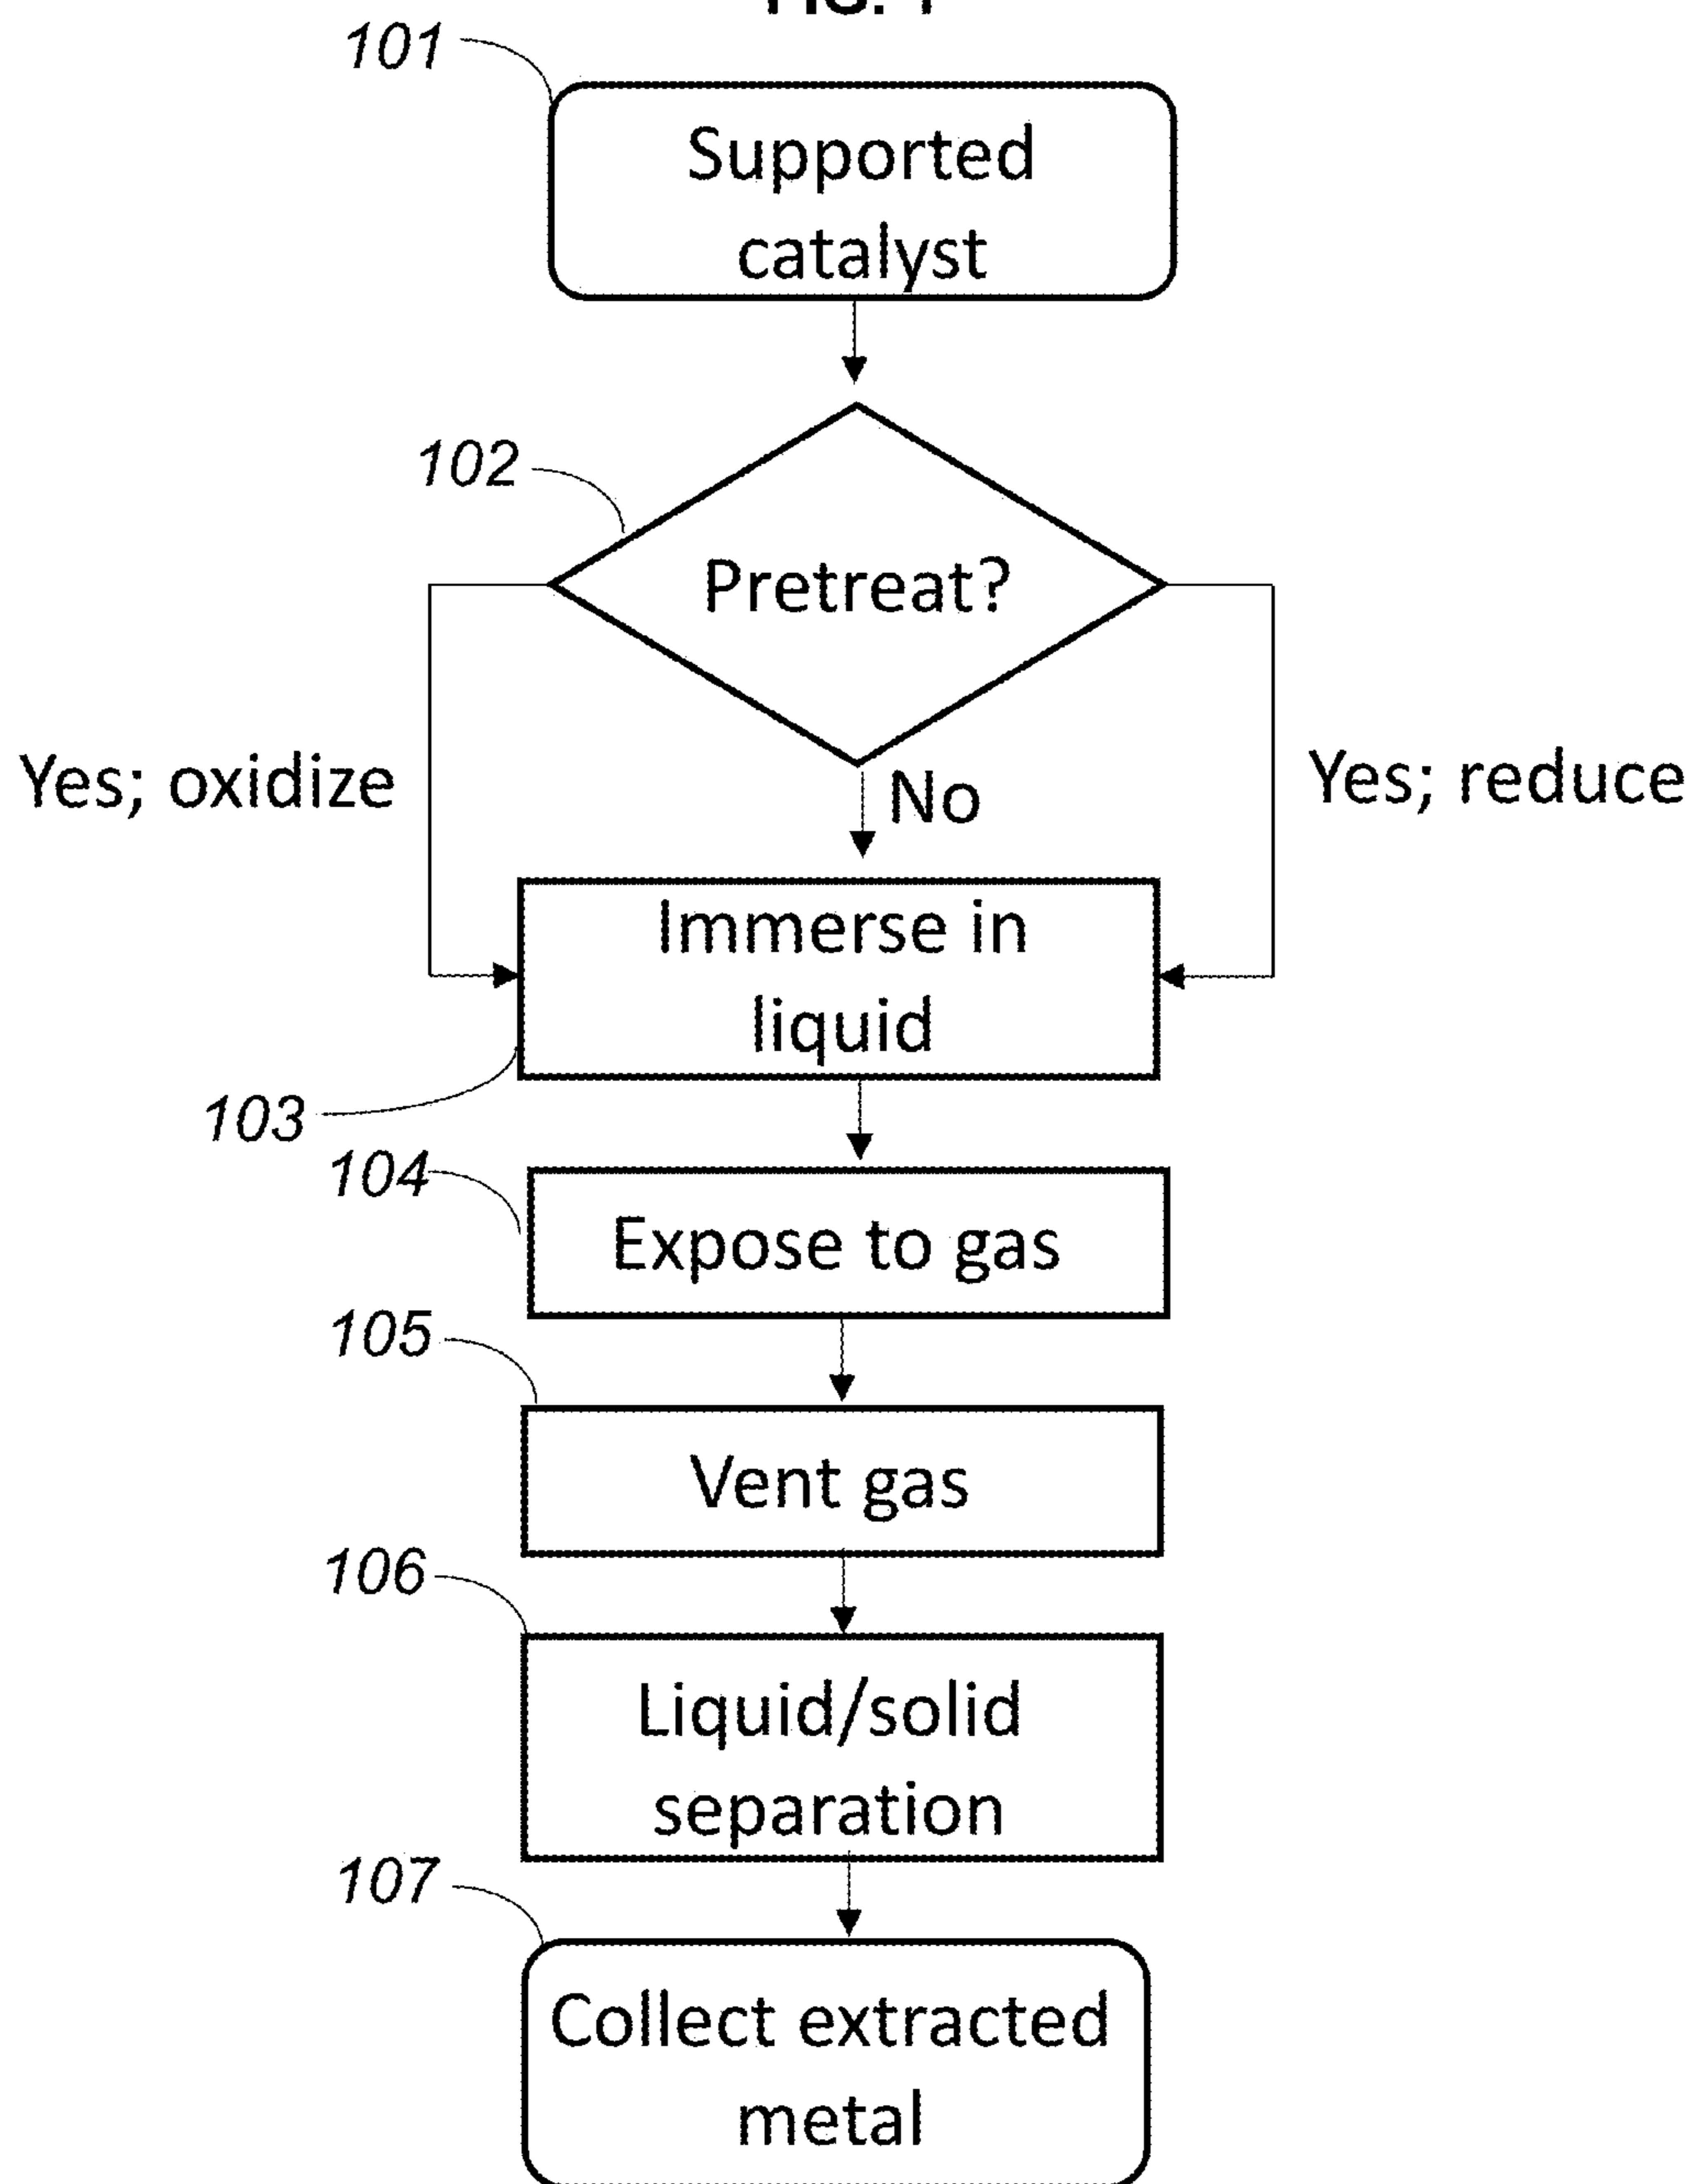 101
Supported
catalyst
102
Pretreat?
Yes; oxidize
No
Yes; reduce
Immerse in
liquid
103
104
Expose to gas
105
Vent gas
106
Liquid/solid
separation
107
Collect extracted
metal